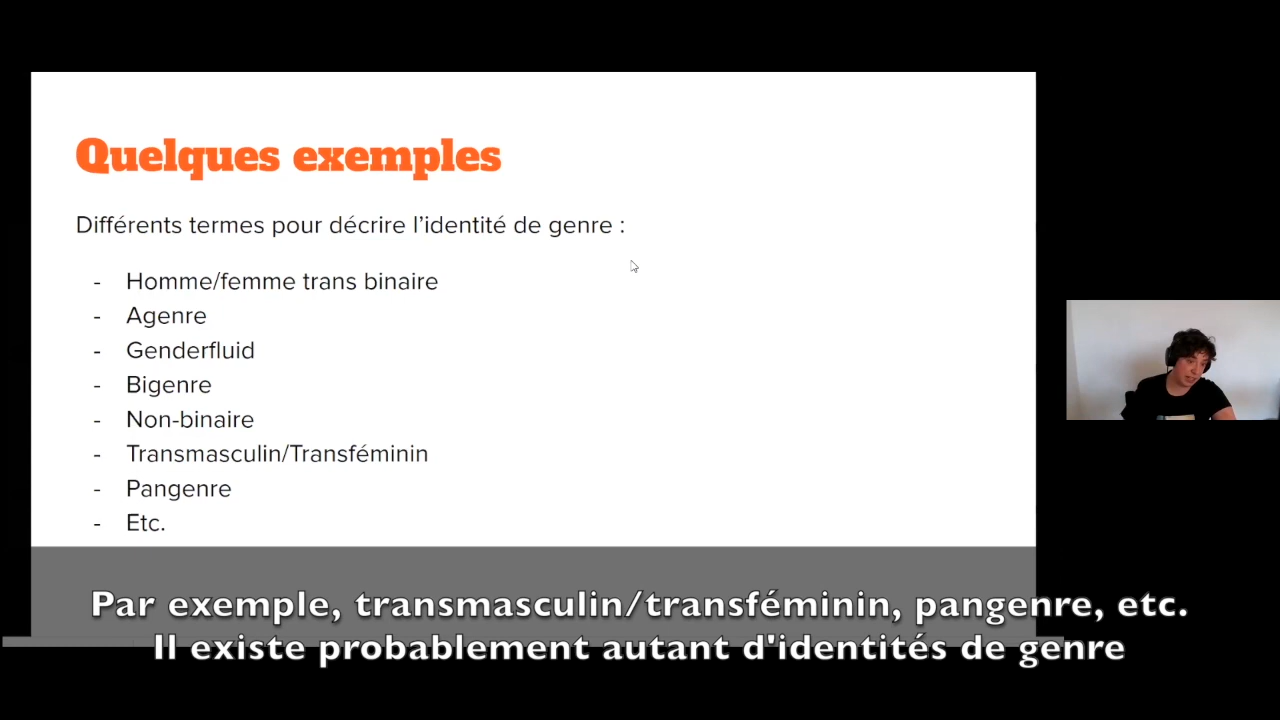 Quelques exemples
Différents termes pour décrire l’identité de genre :
- Homme/femme trans binaire
- Agenre
- Genderfluid
- Bigenre
- Non-binaire
- Transmasculin/Transféminin
- Pangenre
- Etc.
Par exemple, transmasculin/transféminin, pangenre, etc.
Il existe probablement autant d'identités de genre